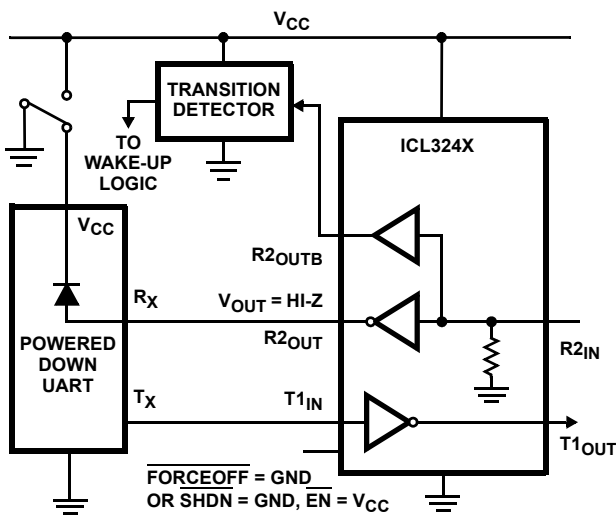 VCC
TRANSITION
DETECTOR
TO
WAKE-UP
LOGIC
ICL324X
VCC
R2OUTB
RX
VOUT = HI-Z
R2OUT
R2IN
POWERED
DOWN
UART
TX
T1IN
T1OUT
FORCEOFF = GND
OR SHDN = GND, EN = VCC